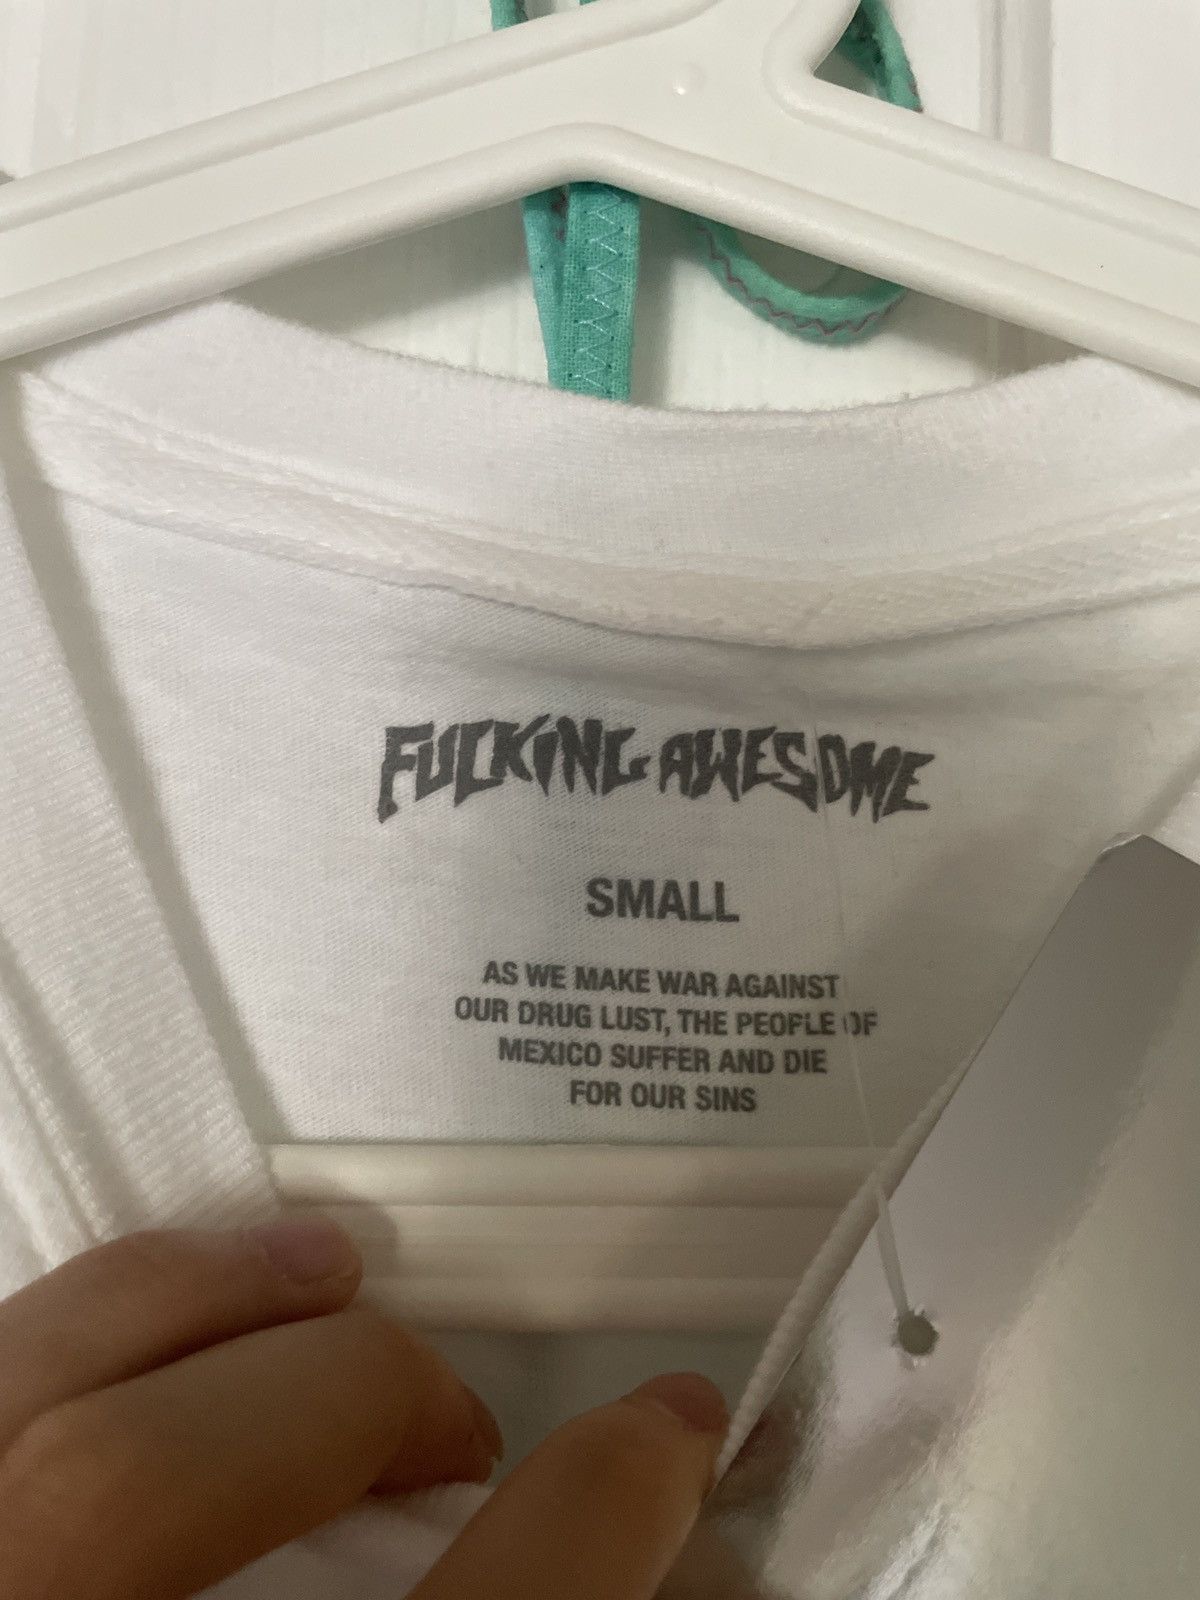 FUCKING AWESOME
SMALL
AS WE MAKE WAR AGAINST
OUR DRUG LUST, THE PEOPLE OF
MEXICO SUFFER AND DIE
FOR OUR SINS